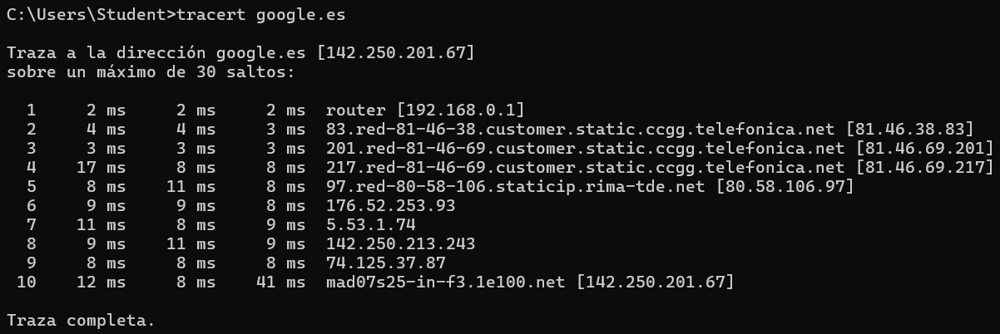 C:\Users\Student>tracert google.es
Traza a la dirección google.es [142.250.201.67]
sobre un máximo de 30 saltos:
1 2 ms 2 ms 2 ms router [192.168.0.1]
2 4 ms 4 ms 3 ms 83.red-81-46-38.customer.static.ccgg.telefonica.net [81.46.38.83]
3 3 ms 3 ms 3 ms 201.red-81-46-69.customer.static.ccgg.telefonica.net [81.46.69.201]
4 17 ms 8 ms 8 ms 217.red-81-46-69.customer.static.ccgg.telefonica.net [81.46.69.217]
5 8 ms 11 ms 8 ms 97.red-80-58-106.staticip.rima-tde.net [80.58.106.97]
6 9 ms 9 ms 8 ms 176.52.253.93
7 11 ms 8 ms 9 ms 5.53.1.74
8 9 ms 11 ms 9 ms 142.250.213.243
9 8 ms 8 ms 8 ms 74.125.37.87
10 12 ms 8 ms 41 ms mad07s25-in-f3.1e100.net [142.250.201.67]
Traza completa.